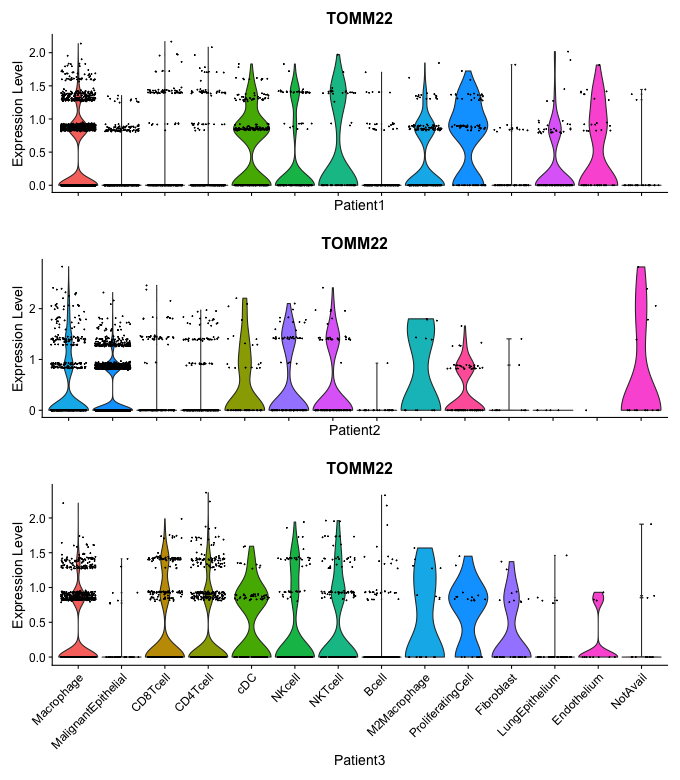 TOMM22
Expression Level
2.0
1.5
1.0
0.5
0.0
Patient1
TOMM22
Expression Level
2
1
0
Patient2
TOMM22
Expression Level
2.0
1.5
1.0
0.5
0.0
Macrophage
MalignantEpithelial
CD8Tcell
CD4Tcell
cDC
NKcell
NKTcell
Bcell
M2Macrophage
ProliferatingCell
Fibroblast
LungEpithelium
Endothelium
NotAvail
Patient3